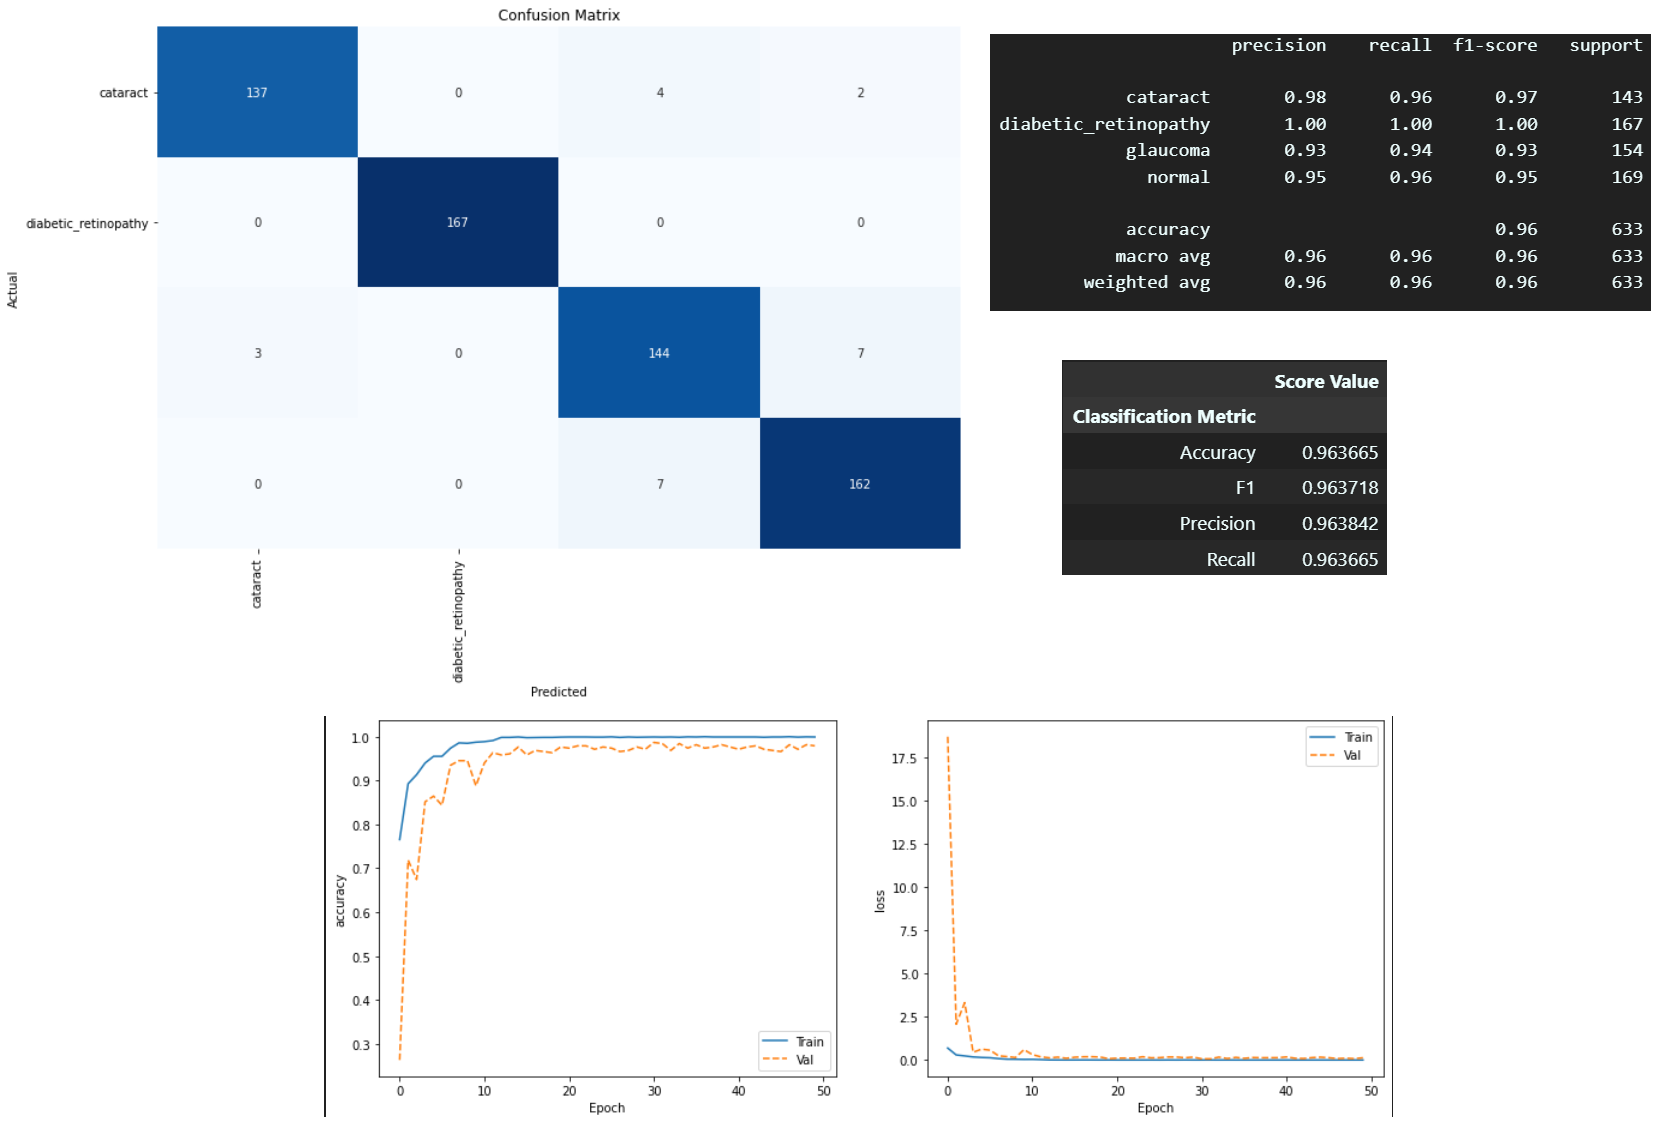 Confusion Matrix
cataract
137 0 4 2
diabetic_retinopathy
0 167 0 0
Actual
3 0 144 7
0 0 7 162
cataract
diabetic_retinopathy
Predicted
precision recall f1-score support
cataract 0.98 0.96 0.97 143
diabetic_retinopathy 1.00 1.00 1.00 167
glaucoma 0.93 0.94 0.93 154
normal 0.95 0.96 0.95 169
accuracy 0.96 633
macro avg 0.96 0.96 0.96 633
weighted avg 0.96 0.96 0.96 633
Score Value
Classification Metric
Accuracy 0.963665
F1 0.963718
Precision 0.963842
Recall 0.963665
accuracy
1.0
0.9
0.8
0.7
0.6
0.5
0.4
0.3
Train
Val
0 10 20 30 40 50
Epoch
loss
17.5
15.0
12.5
10.0
7.5
5.0
2.5
0.0
Train
Val
0 10 20 30 40 50
Epoch